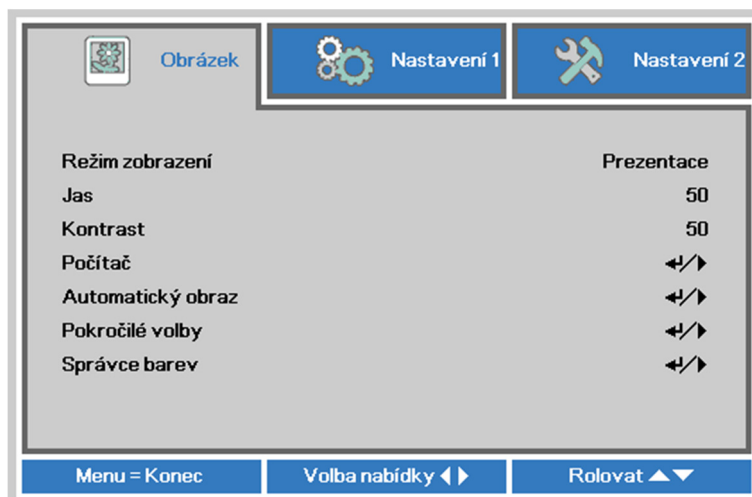 Obrázek Nastavení 1 Nastavení 2
Režim zobrazení Prezentace
Jas 50
Kontrast 50
Počítač
Automatický obraz
Pokročilé volby
Správce barev
Menu = Konec Volba nabídky Rolovat